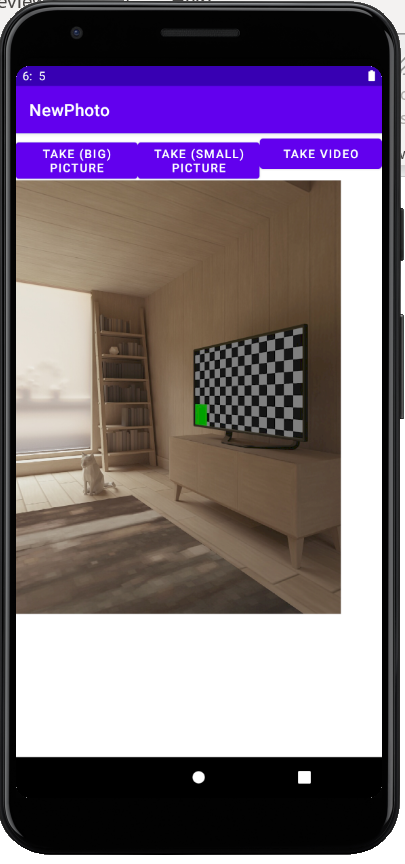 6: 5
NewPhoto
TAKE (BIG)
PICTURE
TAKE (SMALL)
PICTURE
TAKE VIDEO